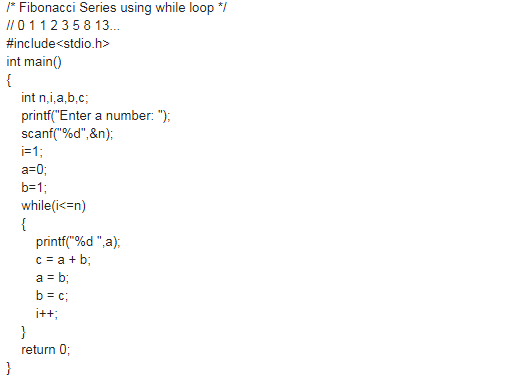 /* Fibonacci Series using while loop */
// 0 1 1 2 3 5 8 13...
#include<stdio.h>
int main()
{
int n,i,a,b,c;
printf("Enter a number: ");
scanf("%d",&n);
i=1;
a=0;
b=1;
while(i<=n)
{
printf("%d ",a);
c = a + b;
a = b;
b = c;
i++;
}
return 0;
}